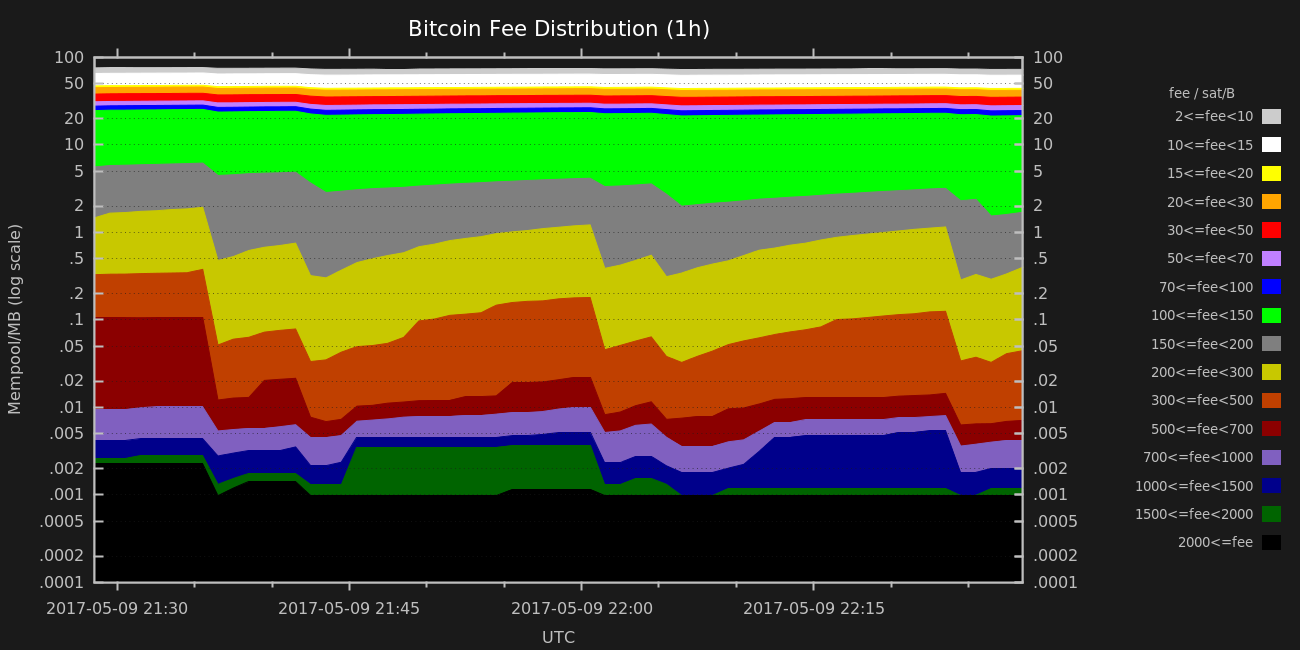 Bitcoin Fee Distribution (1h)
100 100
50 50
20 20
10 10
5 5
2 2
1 1
.5 .5
.2 .2
.1 .1
.05 .05
.02 .02
.01 .01
.005 .005
.002 .002
.001 .001
.0005 .0005
.0002 .0002
.0001 .0001
Mempool/MB (log scale)
2017-05-09 21:30 2017-05-09 21:45 2017-05-09 22:00 2017-05-09 22:15
UTC
fee / sat/B
2<=fee<10
10<=fee<15
15<=fee<20
20<=fee<30
30<=fee<50
50<=fee<70
70<=fee<100
100<=fee<150
150<=fee<200
200<=fee<300
300<=fee<500
500<=fee<700
700<=fee<1000
1000<=fee<1500
1500<=fee<2000
2000<=fee